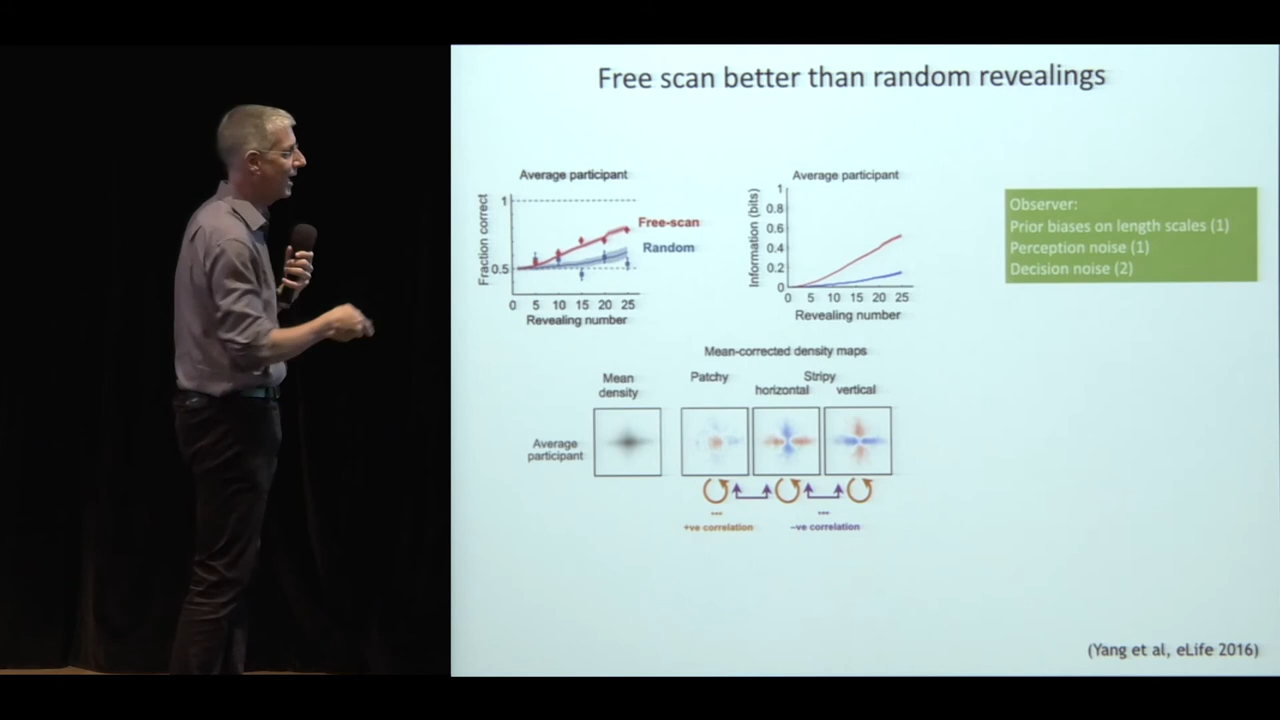 Free scan better than random revealings
Average participant
Fraction correct
1
0.5
0 5 10 15 20 25
Revealing number
Free-scan
Random
Average participant
Information (bits)
1
0.8
0.6
0.4
0.2
0
0 5 10 15 20 25
Revealing number
Observer:
Prior biases on length scales (1)
Perception noise (1)
Decision noise (2)
Mean-corrected density maps
Mean
density
Patchy
Stripy
horizontal
vertical
Average
participant
+ve correlation
–ve correlation
(Yang et al, eLife 2016)